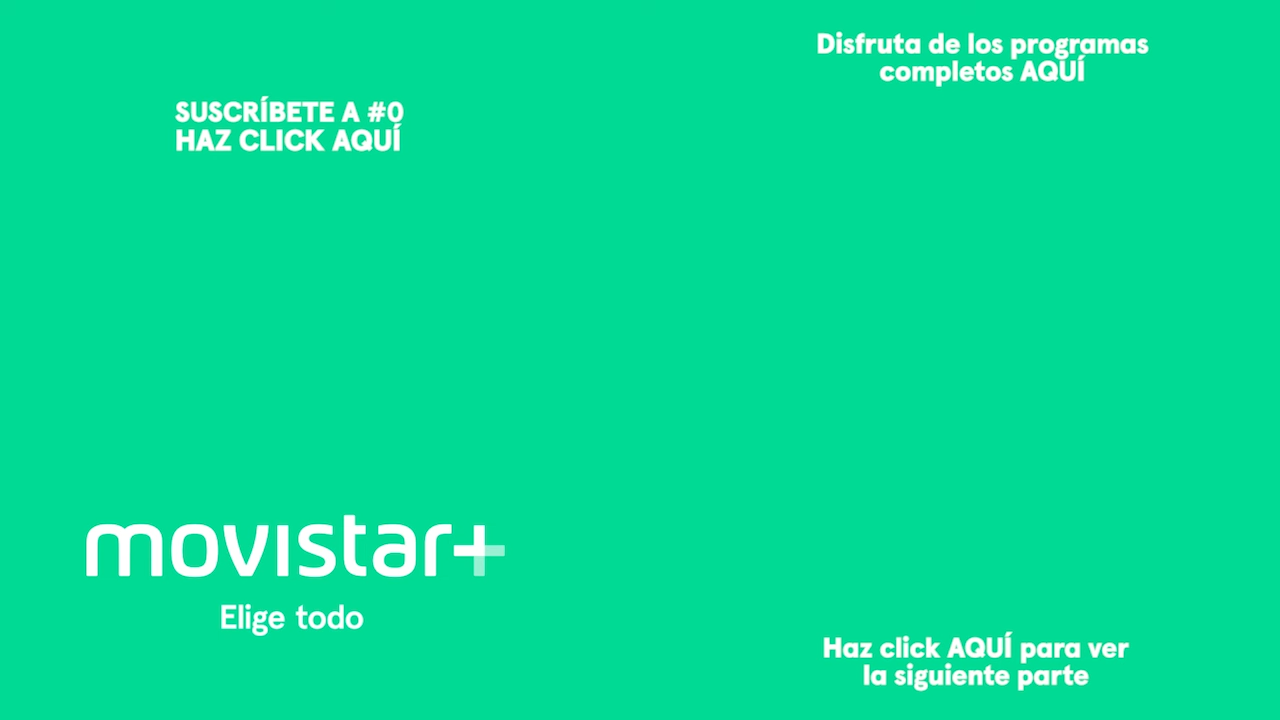 Disfruta de los programas
completos AQUÍ
SUSCRÍBETE A #0
HAZ CLICK AQUÍ
movistar+
Elige todo
Haz click AQUÍ para ver
la siguiente parte